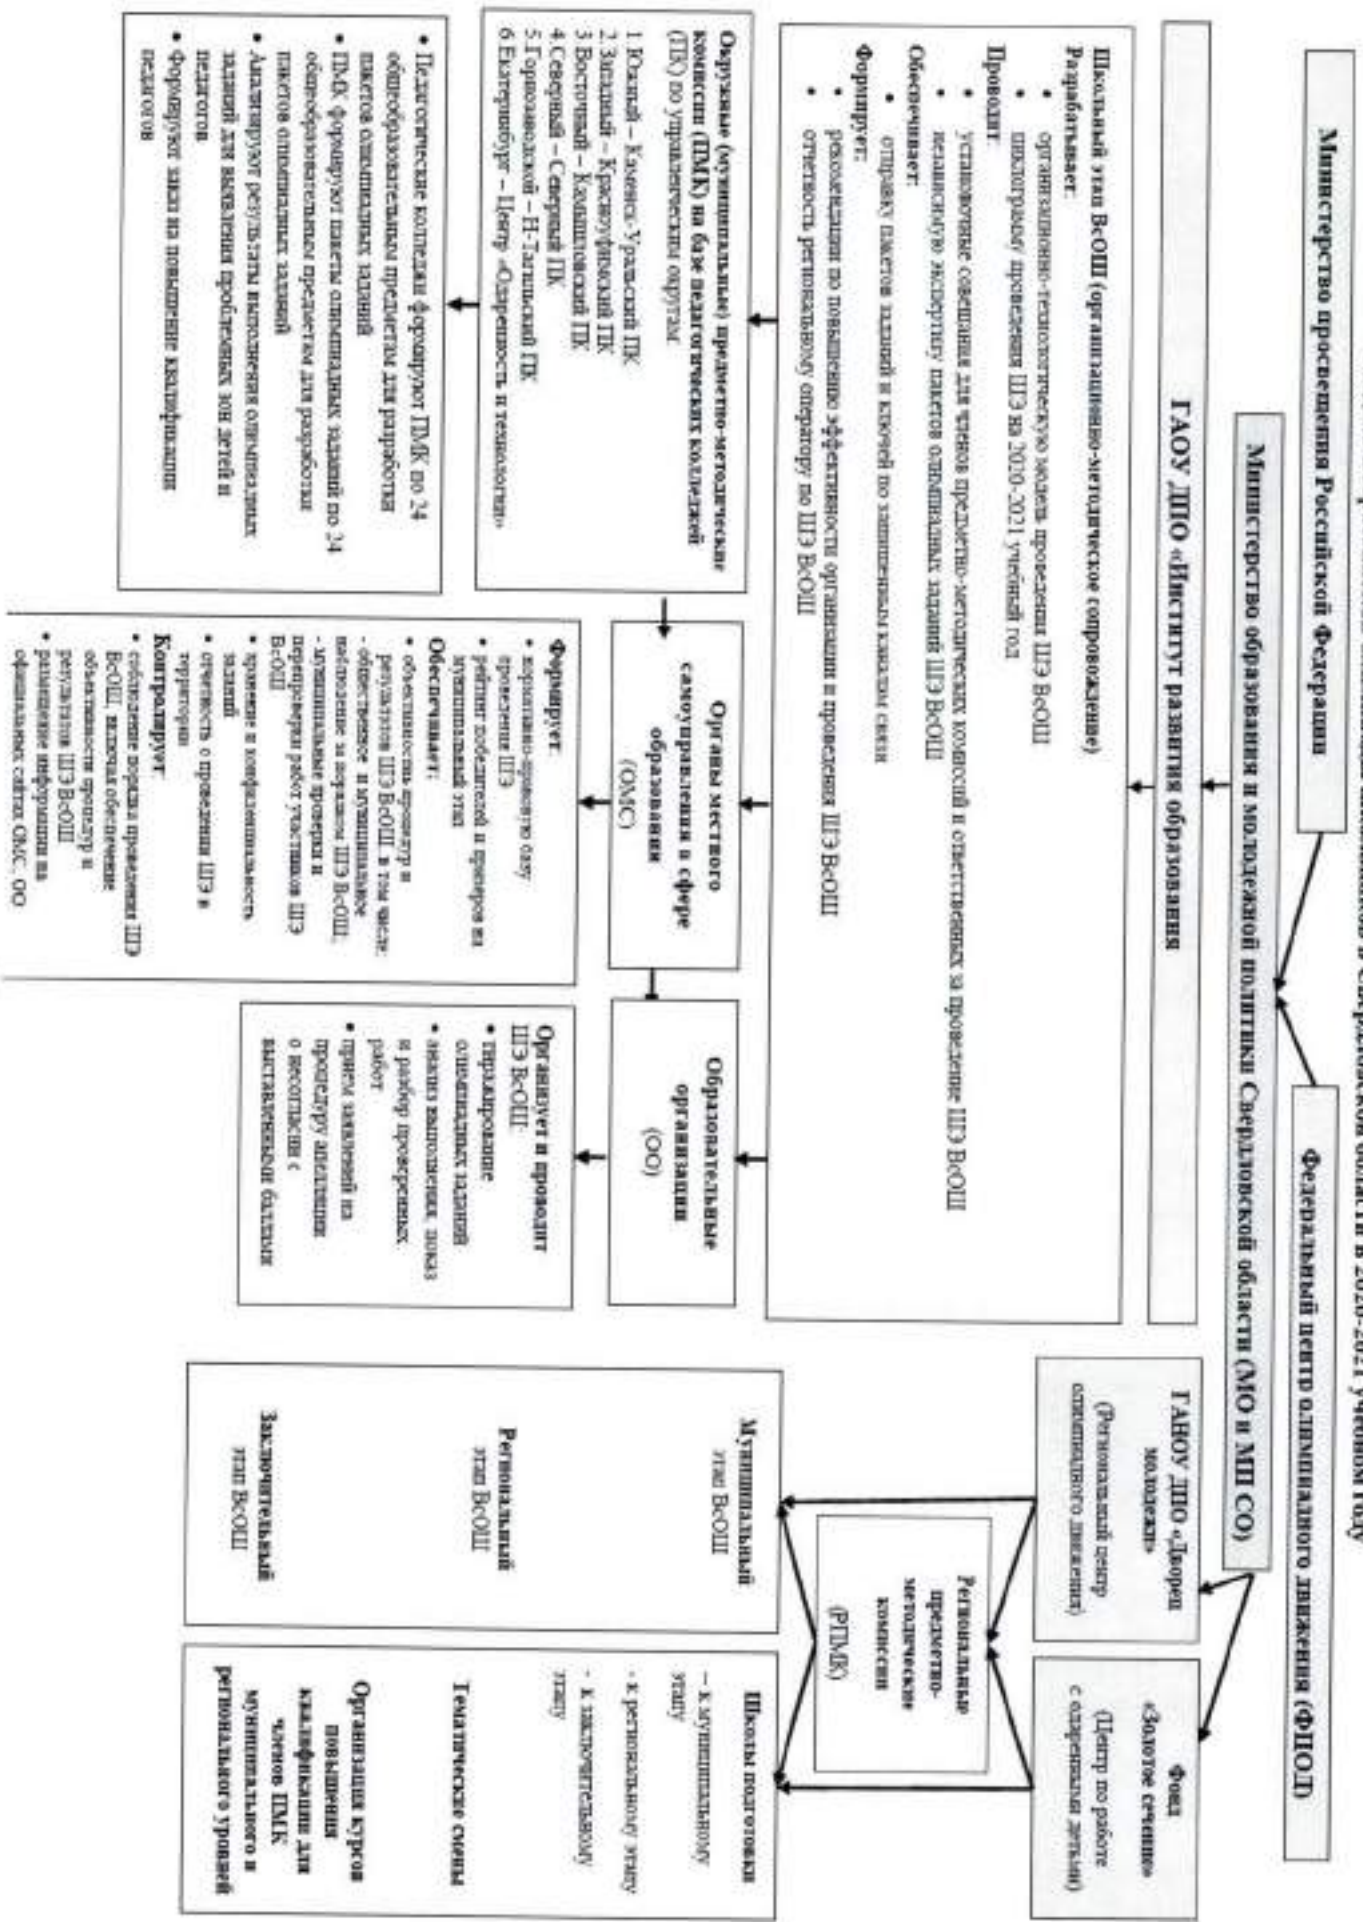 в Свердловской области в 2020-2021 учебном году
Министерство просвещения Российской Федерации
Федеральный центр олимпиадного движения (ФЦОД)
Министерство образования и молодежной политики Свердловской области (МО и МП СО)
ГАОУ ДПО «Институт развития образования
ГАНОУ ДПО «Дворец
молодежи»
(Региональный центр
олимпиадного движения)
Фонд
«Золотое сечение»
(Центр по работе
с одаренными детьми)
Школьный этап ВсОШ (организационно-методическое сопровождение)
Разрабатывает:
• организационно-технологическую модель проведения ШЭ ВсОШ
• циклограмму проведения ШЭ на 2020-2021 учебный год
Проводит:
• установочные совещания для членов предметно-методических комиссий и ответственных за проведение ШЭ ВсОШ
• независимую экспертизу пакетов олимпиадных заданий ШЭ ВсОШ
Обеспечивает:
• отправку пакетов заданий и ключей по защищенным каналам связи
Формирует:
• рекомендации по повышению эффективности организации и проведения ШЭ ВсОШ
• отчетность региональному оператору по ШЭ ВсОШ
Региональные
предметно-
методические
комиссии
(РПМК)
Окружные (муниципальные) предметно-методические
комиссии (ПМК) на базе педагогических колледжей
(ПК) по управленческим округам
1 Южный – Каменск-Уральский ПК
2. Западный – Красноуфимский ПК
3 Восточный – Камышловский ПК
4. Северный – Северный ПК
5. Горнозаводской – Н-Тагильский ПК
6 Екатеринбург – Центр «Одаренность и технологии»
Органы местного
самоуправления в сфере
образования
(ОМС)
Образовательные
организации
(ОО)
• Педагогические колледжи формируют ПМК по 24
общеобразовательным предметам для разработки
пакетов олимпиадных заданий
• ПМК формируют пакеты олимпиадных заданий по 24
общеобразовательным предметам для разработки
пакетов олимпиадных заданий
• Анализируют результаты выполнения олимпиадных
заданий для выявления проблемных зон детей и
педагогов
• Формируют заказ на повышение квалификации
педагогов
Формирует:
• нормативно-правовую базу
проведения ШЭ
• рейтинг победителей и призеров на
муниципальный этап
Обеспечивает:
• объективность процедур и
результатов ШЭ ВсОШ, в том числе:
- общественное и муниципальное
наблюдение за порядком ШЭ ВсОШ;
- муниципальные проверки и
перепроверки работ участников ШЭ
ВсОШ
• хранение и конфиденциальность
заданий
• отчетность о проведении ШЭ в
территории
Контролирует:
• соблюдение порядка проведения ШЭ
ВсОШ, включая обеспечение
объективности процедур и
результатов ШЭ ВсОШ
• размещение информации на
официальных сайтах ОМС, ОО
Организует и проводит
ШЭ ВсОШ:
• тиражирование
олимпиадных заданий
• анализ выполнения, показ
и разбор проверенных
работ
• прием заявлений на
процедуру апелляции
о несогласии с
выставленными баллами
Муниципальный
этап ВсОШ
Региональный
этап ВсОШ
Заключительный
этап ВсОШ
Школы подготовки
– к муниципальному
этапу
- к региональному этапу
- к заключительному
этапу
Тематические смены
Организация курсов
повышения
квалификации для
членов ПМК
муниципального и
регионального уровней